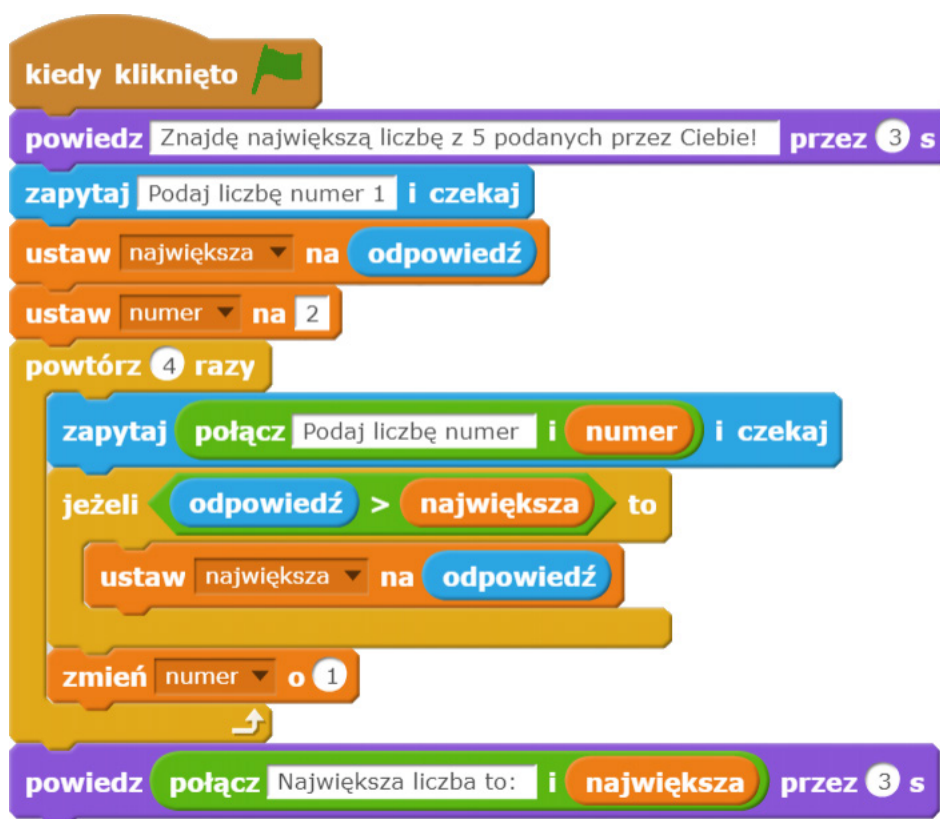 kiedy kliknięto
powiedz Znajdę największą liczbę z 5 podanych przez Ciebie! przez 3 s
zapytaj Podaj liczbę numer 1 i czekaj
ustaw największa na odpowiedź
ustaw numer na 2
powtórz 4 razy
zapytaj połącz Podaj liczbę numer i numer i czekaj
jeżeli odpowiedź > największa to
ustaw największa na odpowiedź
zmień numer o 1
powiedz połącz Największa liczba to: i największa przez 3 s